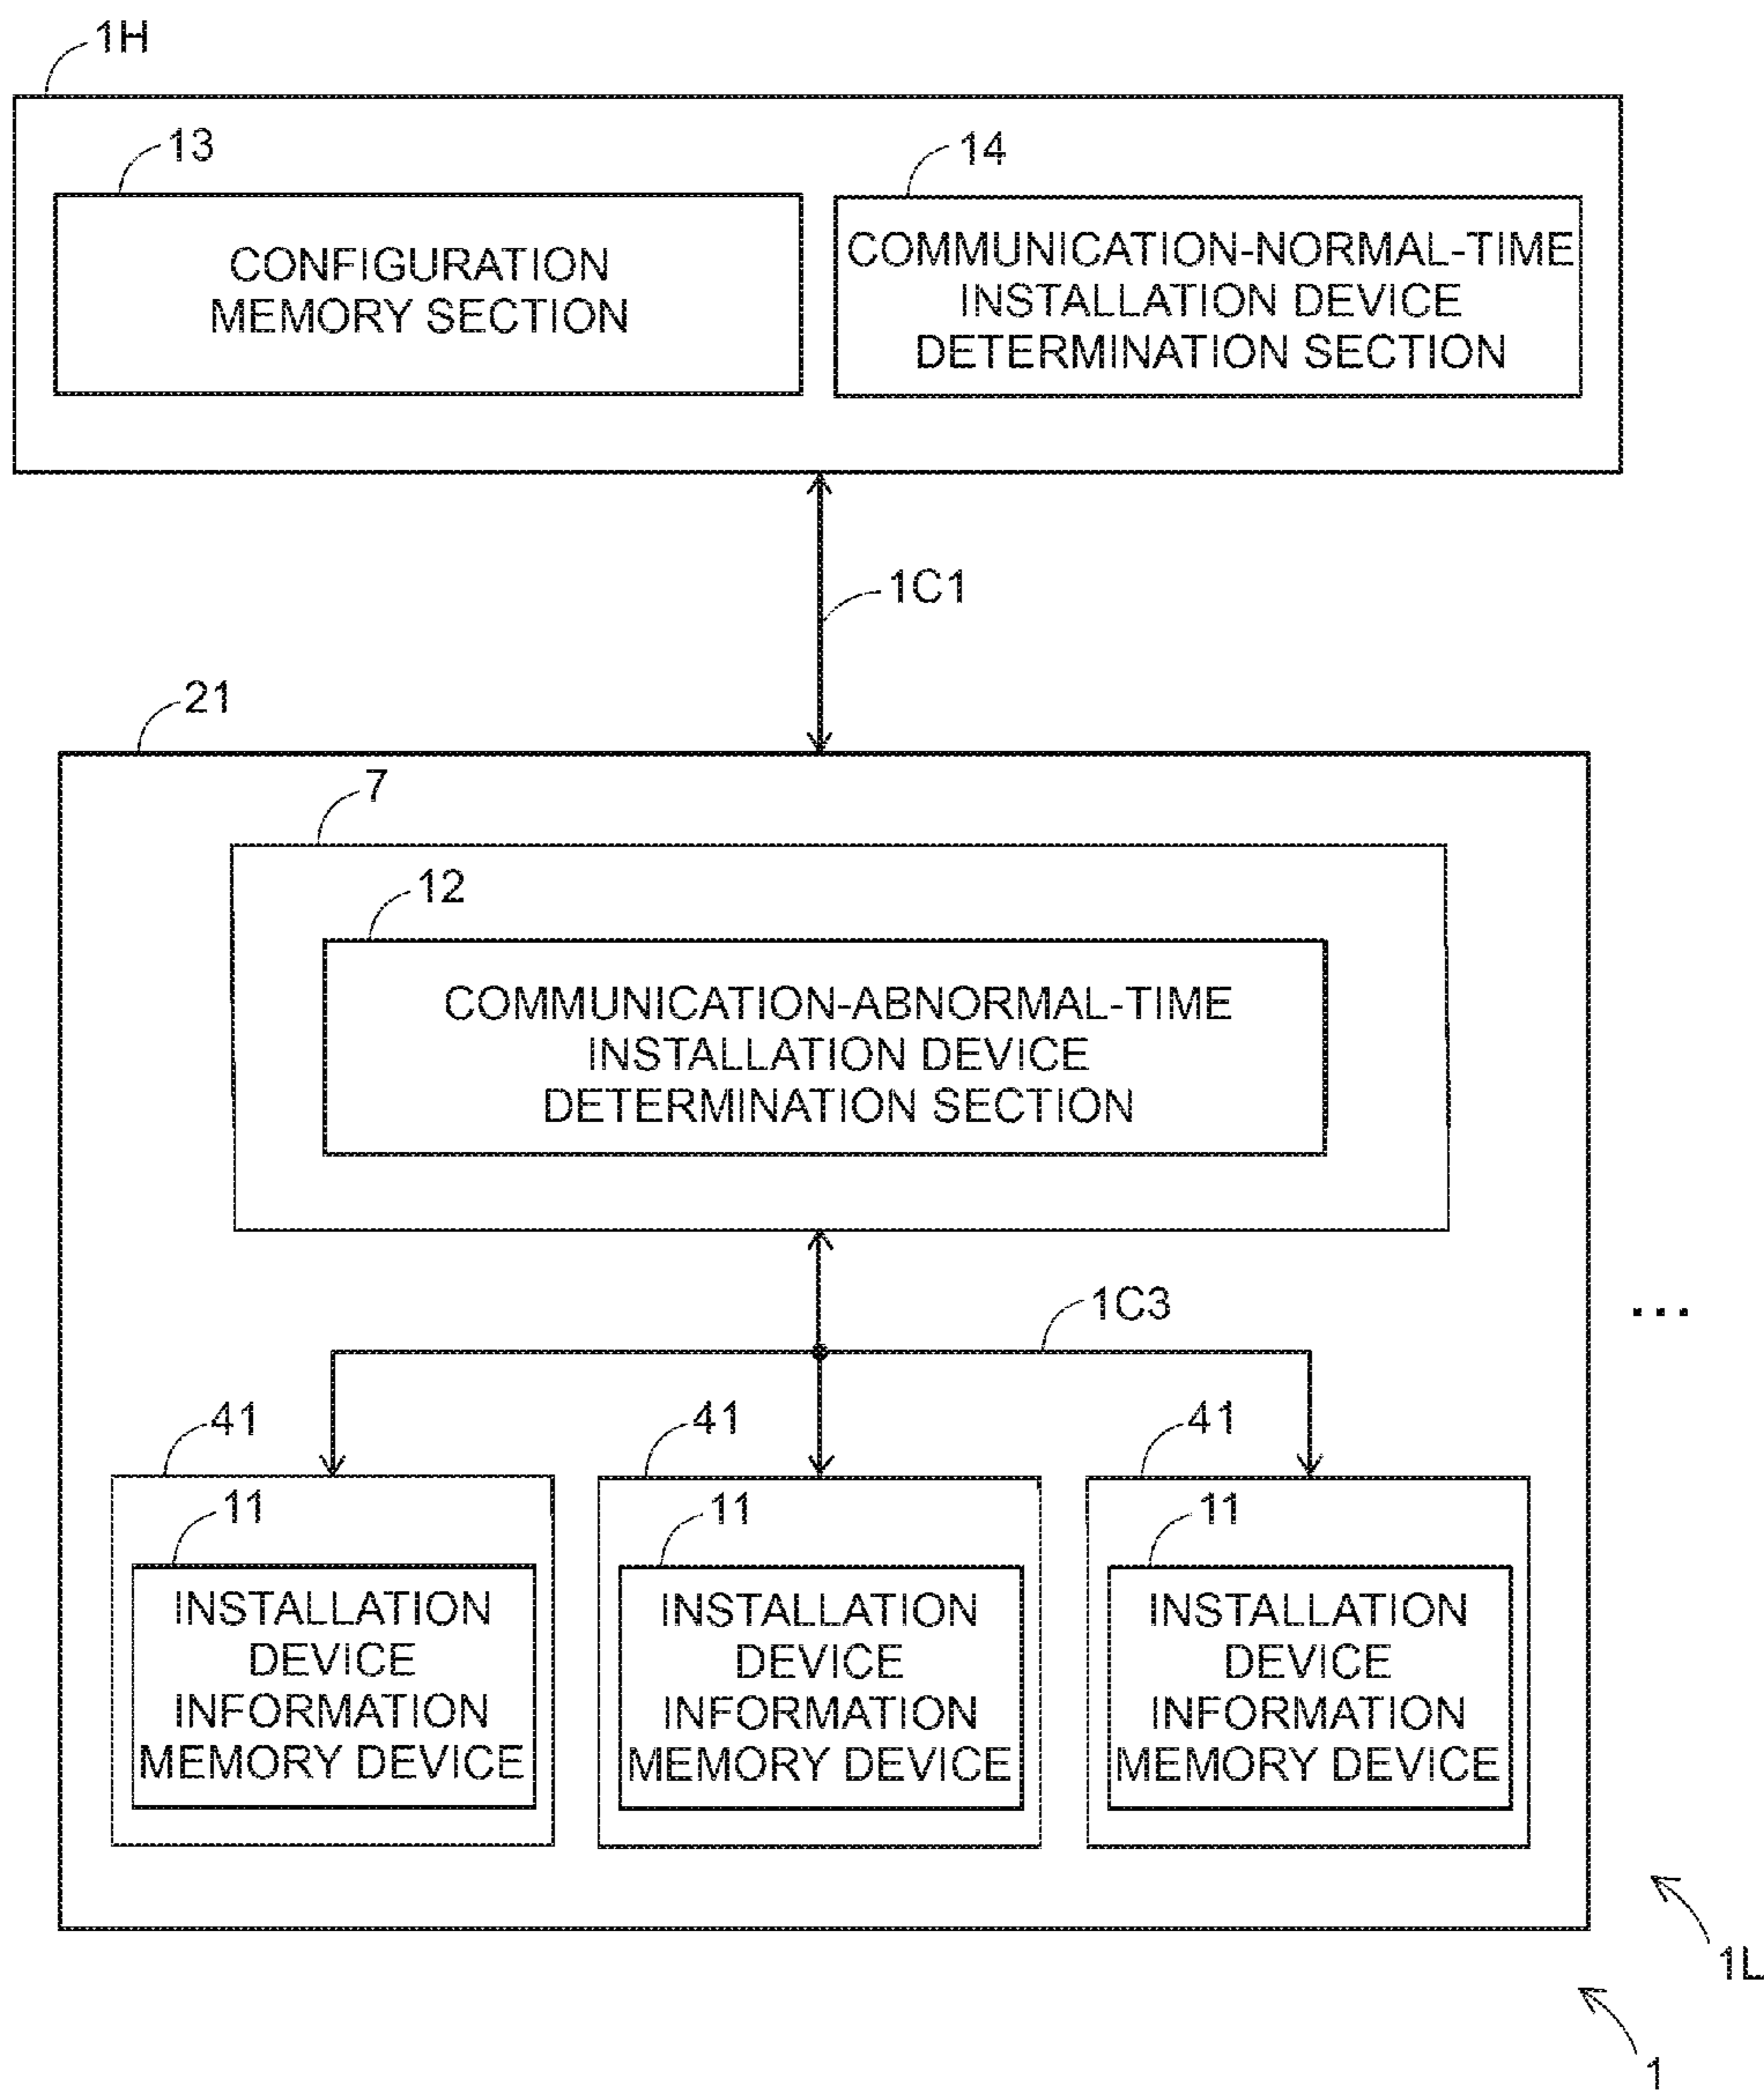 1H
13
14
CONFIGURATION
MEMORY SECTION
COMMUNICATION-NORMAL-TIME
INSTALLATION DEVICE
DETERMINATION SECTION
1C1
21
7
12
COMMUNICATION-ABNORMAL-TIME
INSTALLATION DEVICE
DETERMINATION SECTION
1C3
...
41
41
41
11
11
11
INSTALLATION
DEVICE
INFORMATION
MEMORY DEVICE
INSTALLATION
DEVICE
INFORMATION
MEMORY DEVICE
INSTALLATION
DEVICE
INFORMATION
MEMORY DEVICE
1L
1